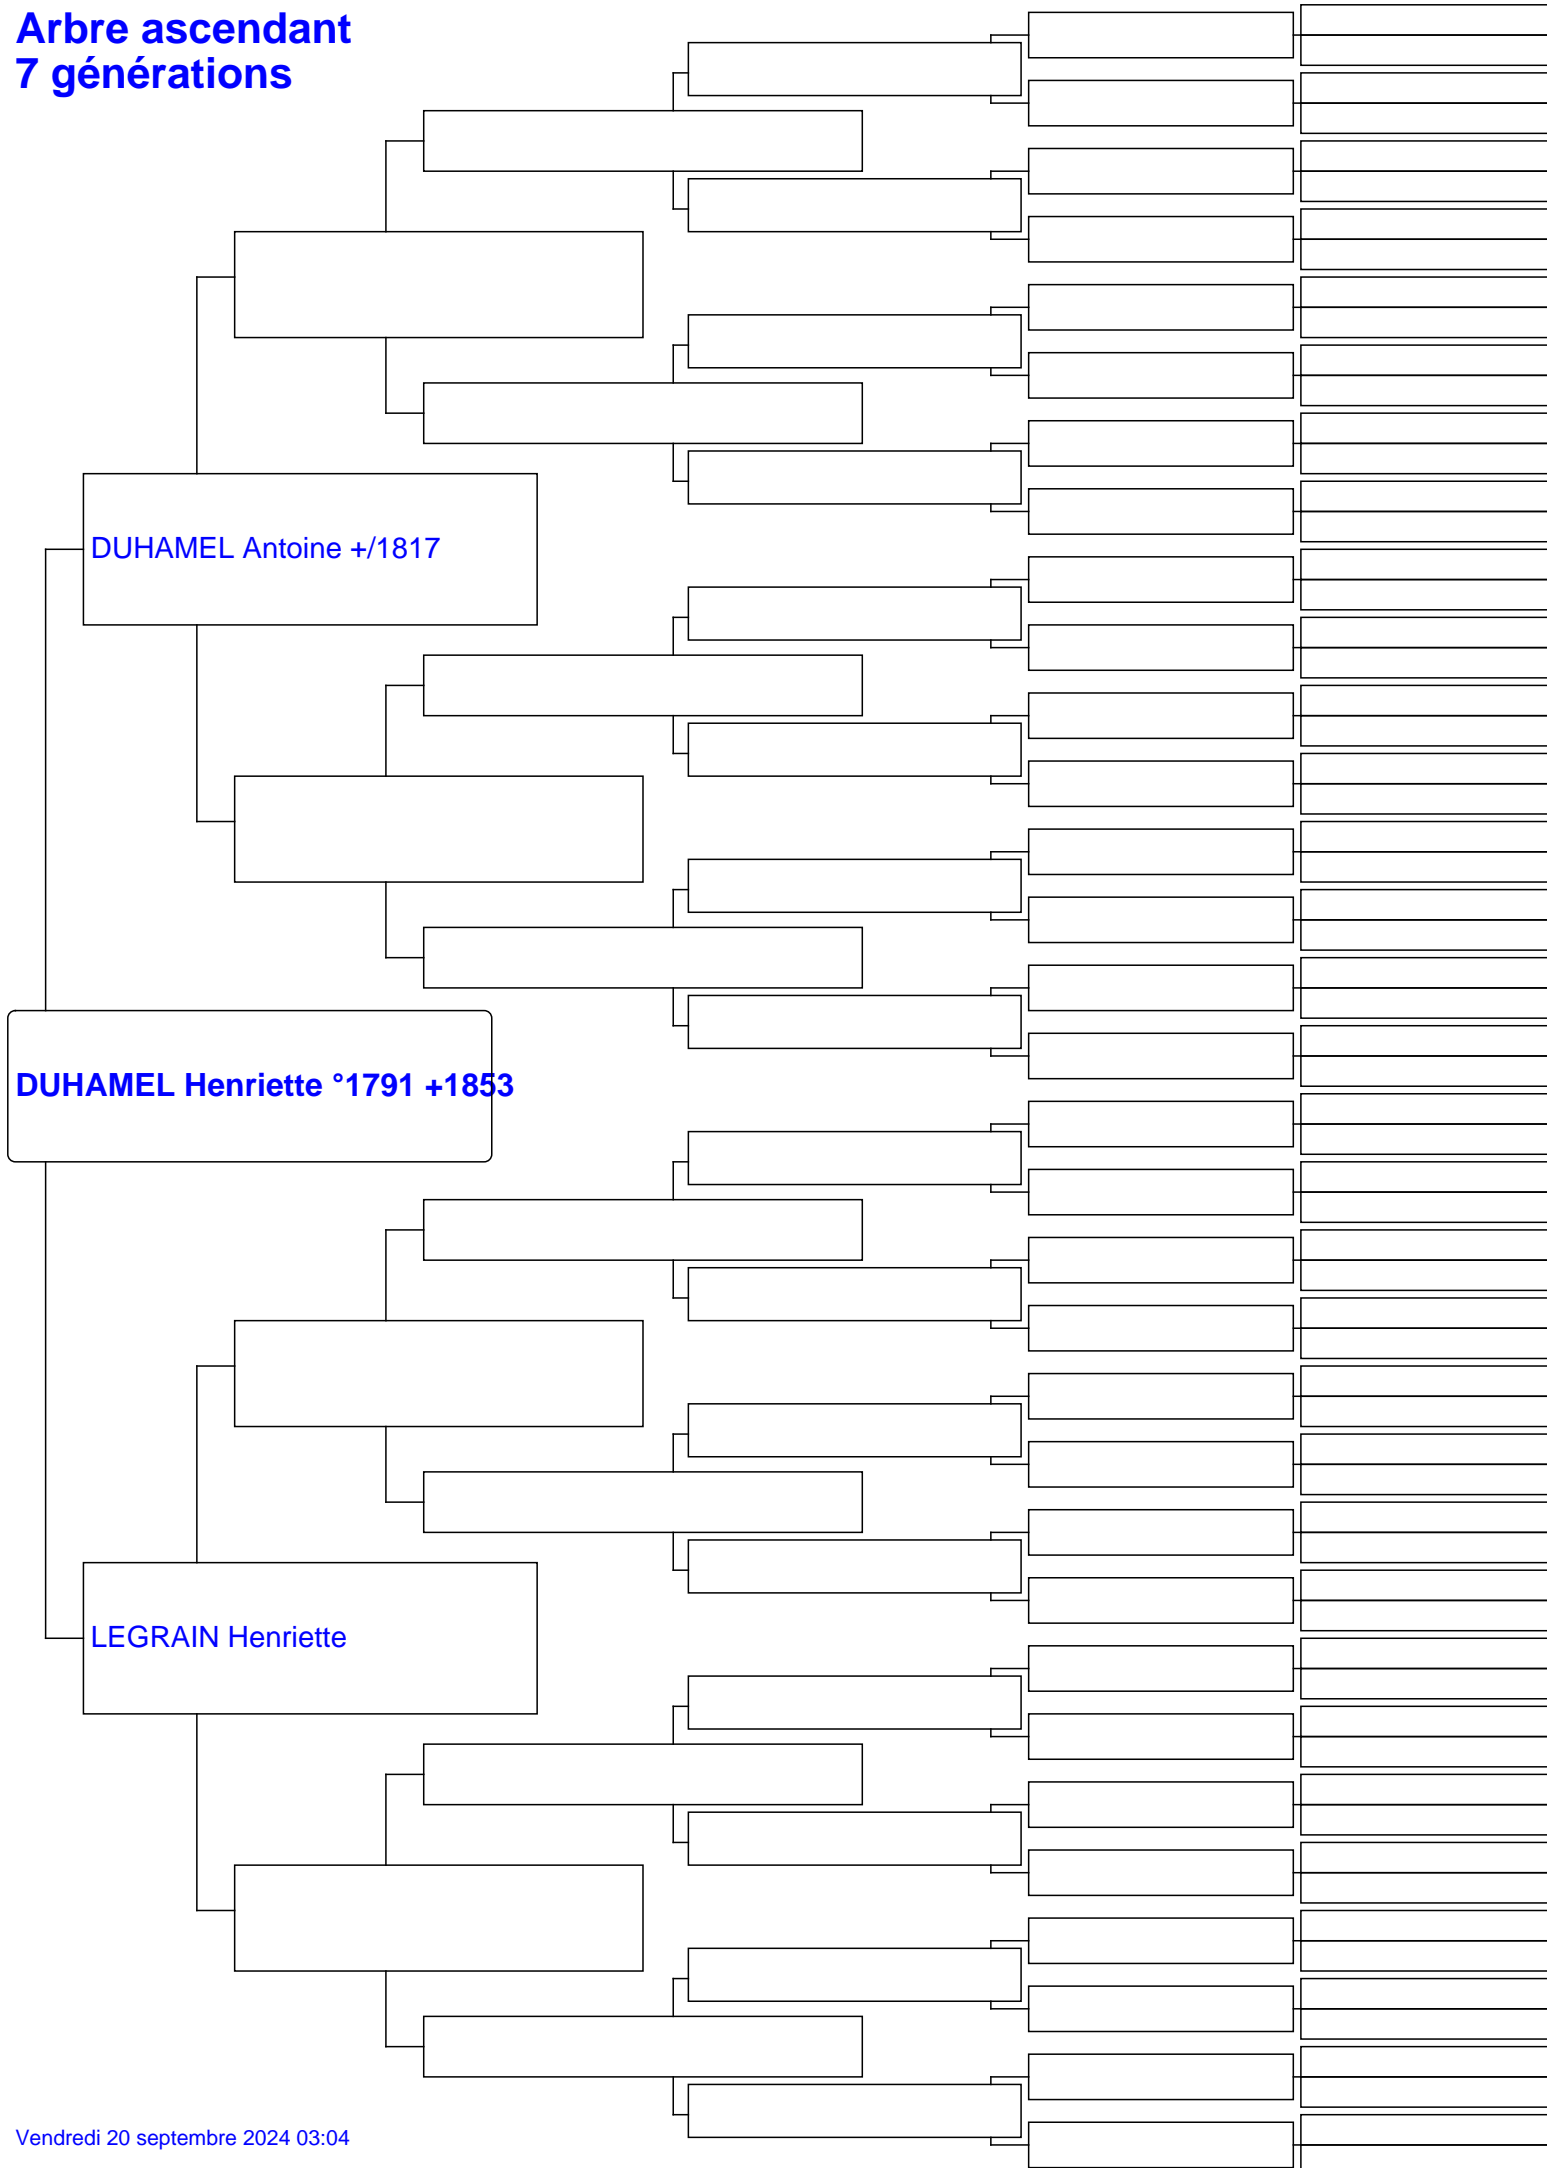 Arbre ascendant
7 générations
DUHAMEL Antoine +/1817
DUHAMEL Henriette °1791 +1853
LEGRAIN Henriette
Vendredi 20 septembre 2024 03:04